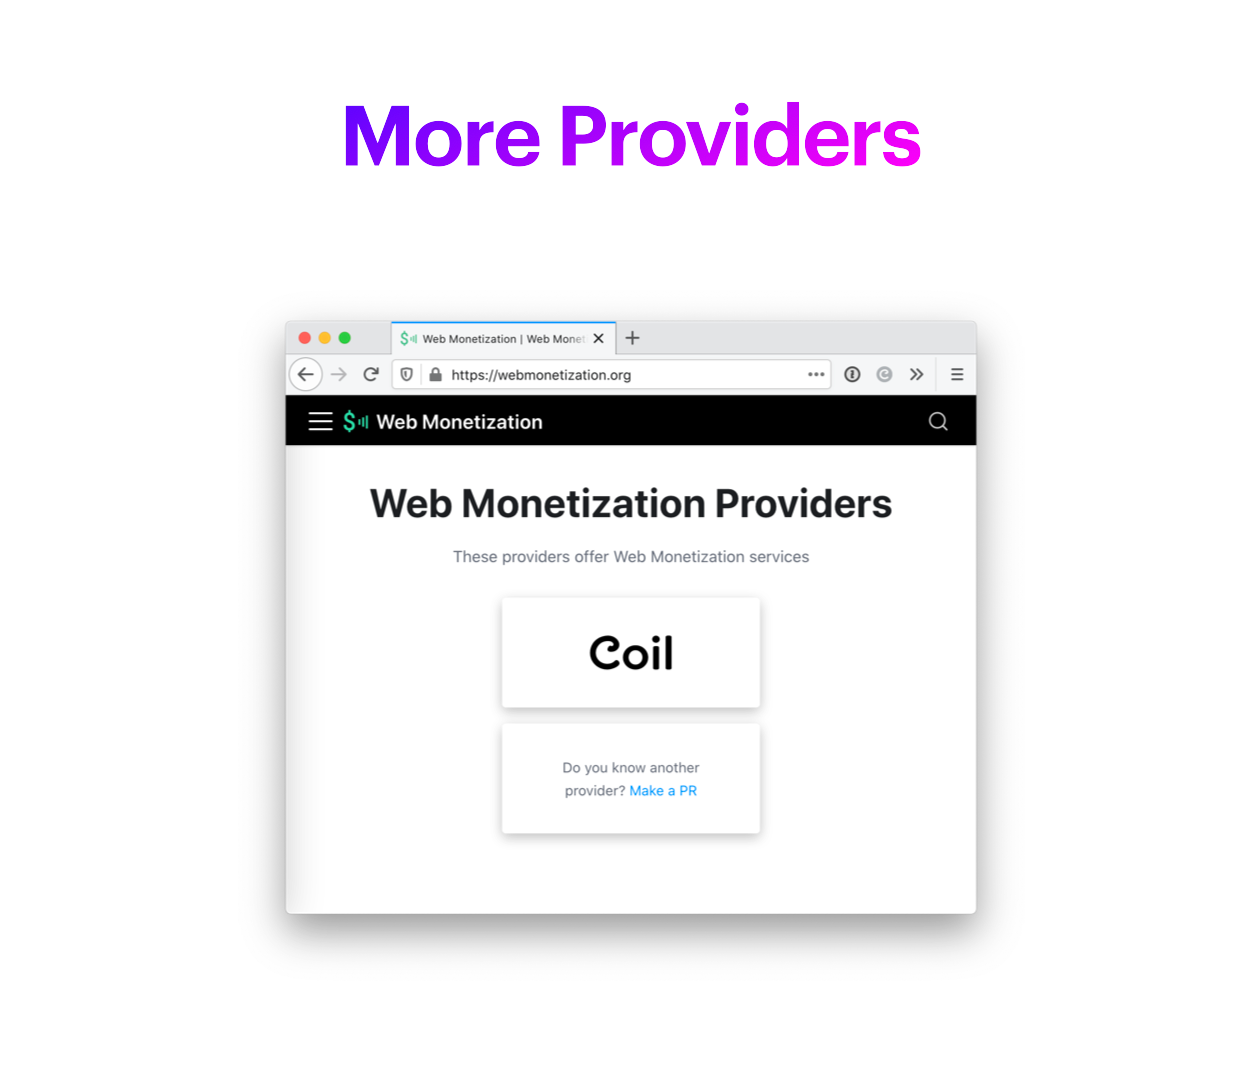 More Providers
Web Monetization | Web Monet
https://webmonetization.org
Web Monetization
Web Monetization Providers
These providers offer Web Monetization services
Coil
Do you know another
provider? Make a PR